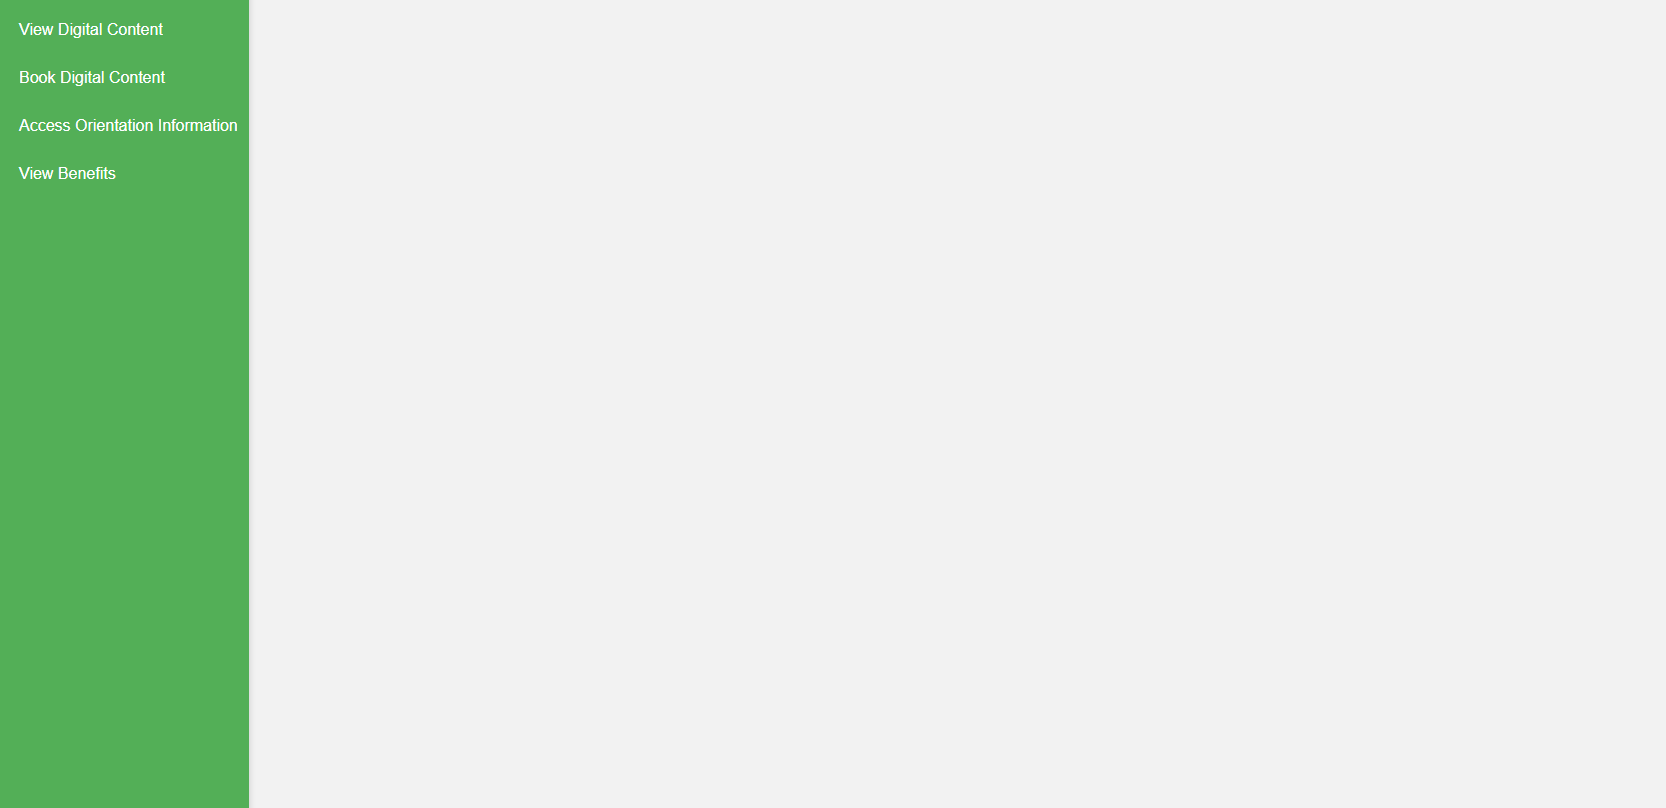 View Digital Content
Book Digital Content
Access Orientation Information
View Benefits